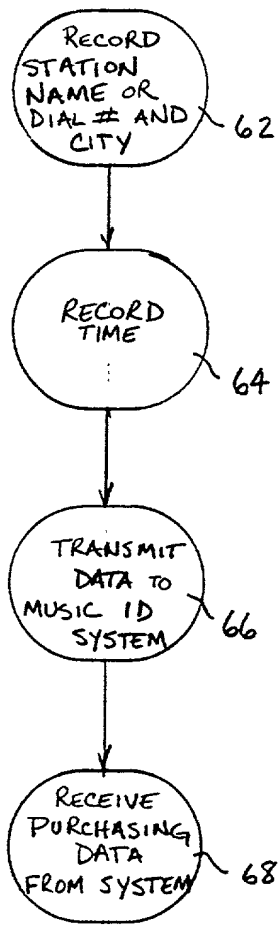 RECORD
STATION
NAME OR
DIAL # AND
CITY
62
RECORD
TIME
64
TRANSMIT
DATA TO
MUSIC ID
SYSTEM
66
RECEIVE
PURCHASING
DATA
FROM SYSTEM
68